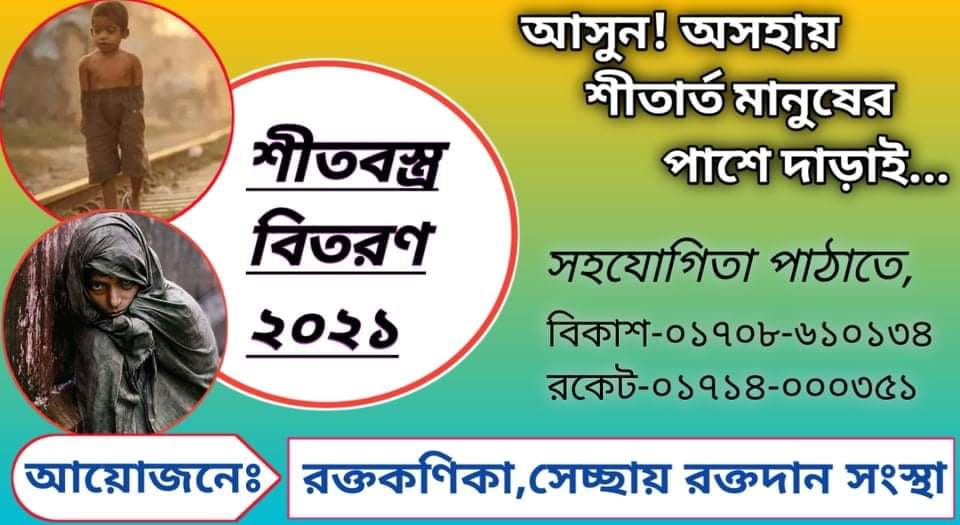 আসুন! অসহায়
শীতার্ত মানুষের
পাশে দাড়াই...
শীতবস্ত্র
বিতরণ
২০২১
সহযোগিতা পাঠাতে,
বিকাশ-০১৭০৮-৬১০১৩৪
রকেট-০১৭১৪-০০০৩৫১
আয়োজনেঃ
রক্তকণিকা,সেচ্ছায় রক্তদান সংস্থা